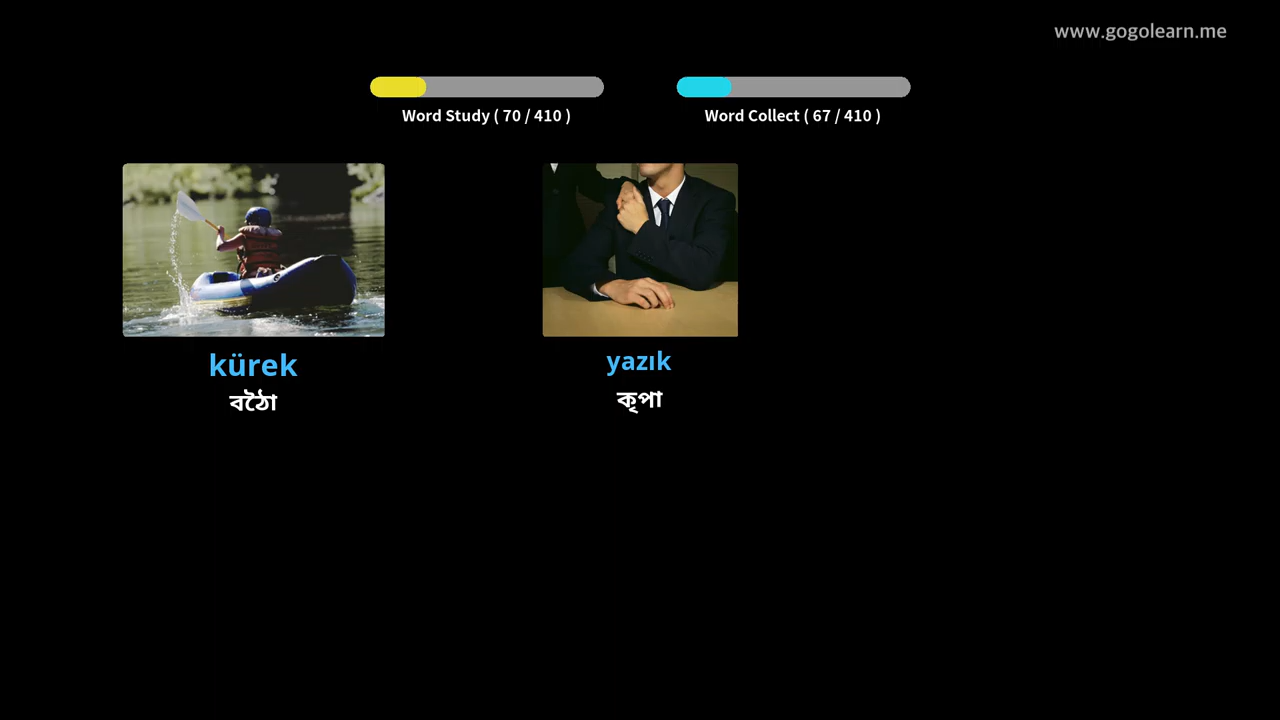 www.gogolearn.me
Word Study ( 70 / 410 )
Word Collect ( 67 / 410 )
kürek
বৈঠা
yazık
কৃপা